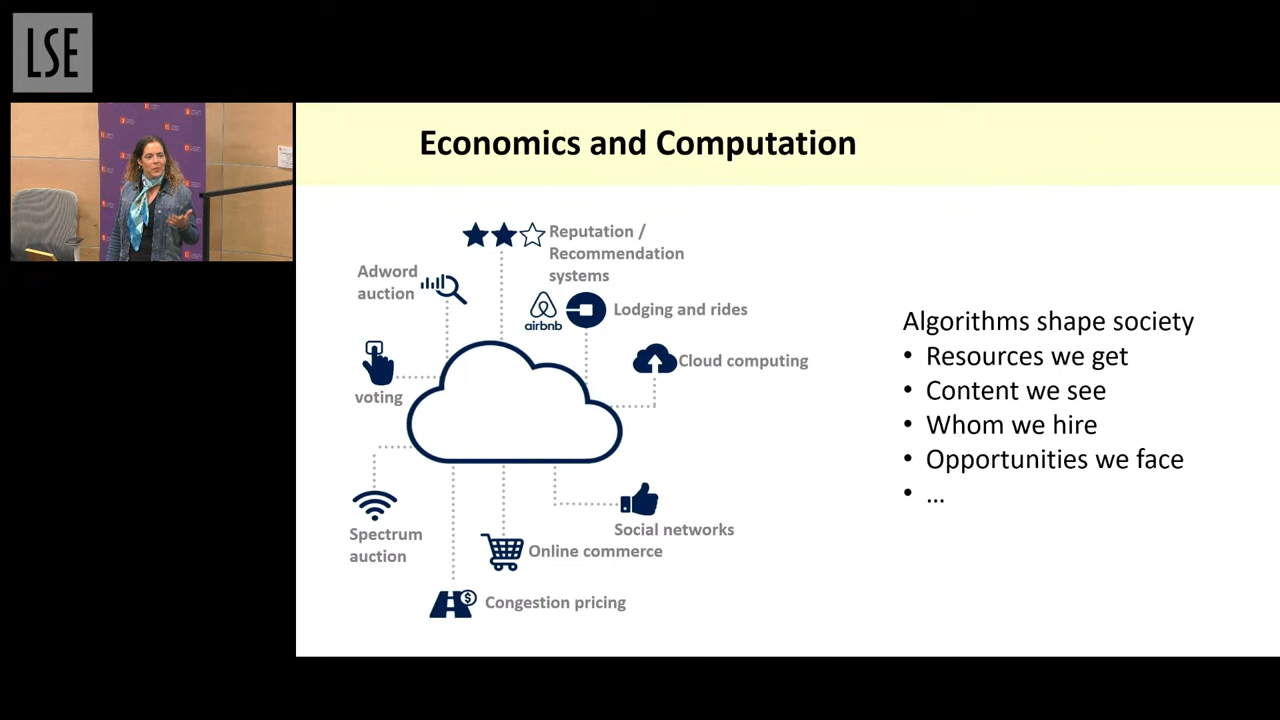 LSE
Economics and Computation
Reputation /
Recommendation
systems
Adword
auction
airbnb
Lodging and rides
Cloud computing
voting
Spectrum
auction
Social networks
Online commerce
$
Congestion pricing
Algorithms shape society
• Resources we get
• Content we see
• Whom we hire
• Opportunities we face
• …